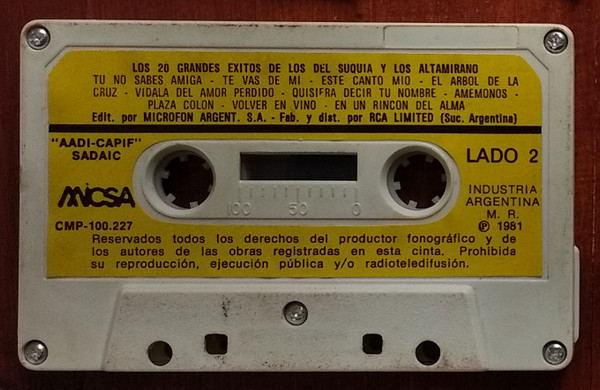 LOS 20 GRANDES EXITOS DE LOS DEL SUQUIA Y LOS ALTAMIRANO
TU NO SABES AMIGA - TE VAS DE MI - ESTE CANTO MIO - EL ARBOL DE LA
CRUZ - VIDALA DEL AMOR PERDIDO - QUISIFRA DECIR TU NOMBRE - AMEMONOS -
PLAZA COLON - VOLVER EN VINO - EN UN RINCON DEL ALMA
Edit. por MICROFON ARGENT. S.A. - Fab. y dist. por RCA LIMITED (Suc. Argentina)
"AADI-CAPIF"
SADAIC
LADO 2
MICSA
100 50 0
INDUSTRIA
ARGENTINA
M. R.
℗ 1981
CMP-100.227
Reservados todos los derechos del productor fonográfico y de
los autores de las obras registradas en esta cinta. Prohibida
su reproducción, ejecución pública y/o radioteledifusión.